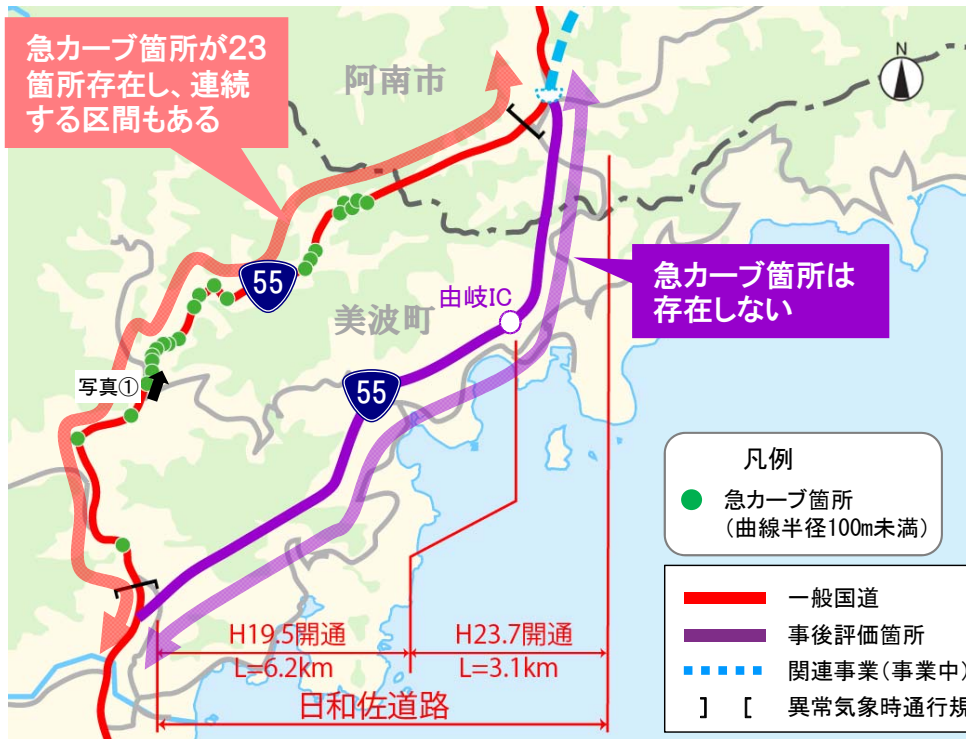 急カーブ箇所が23
箇所存在し、連続
する区間もある
阿南市
N
55
急カーブ箇所は
存在しない
由岐IC
美波町
55
写真①
凡例
急カーブ箇所
(曲線半径100m未満)
一般国道
事後評価箇所
関連事業(事業中)
] [ 異常気象時通行規
H19.5開通
L=6.2km
H23.7開通
L=3.1km
日和佐道路